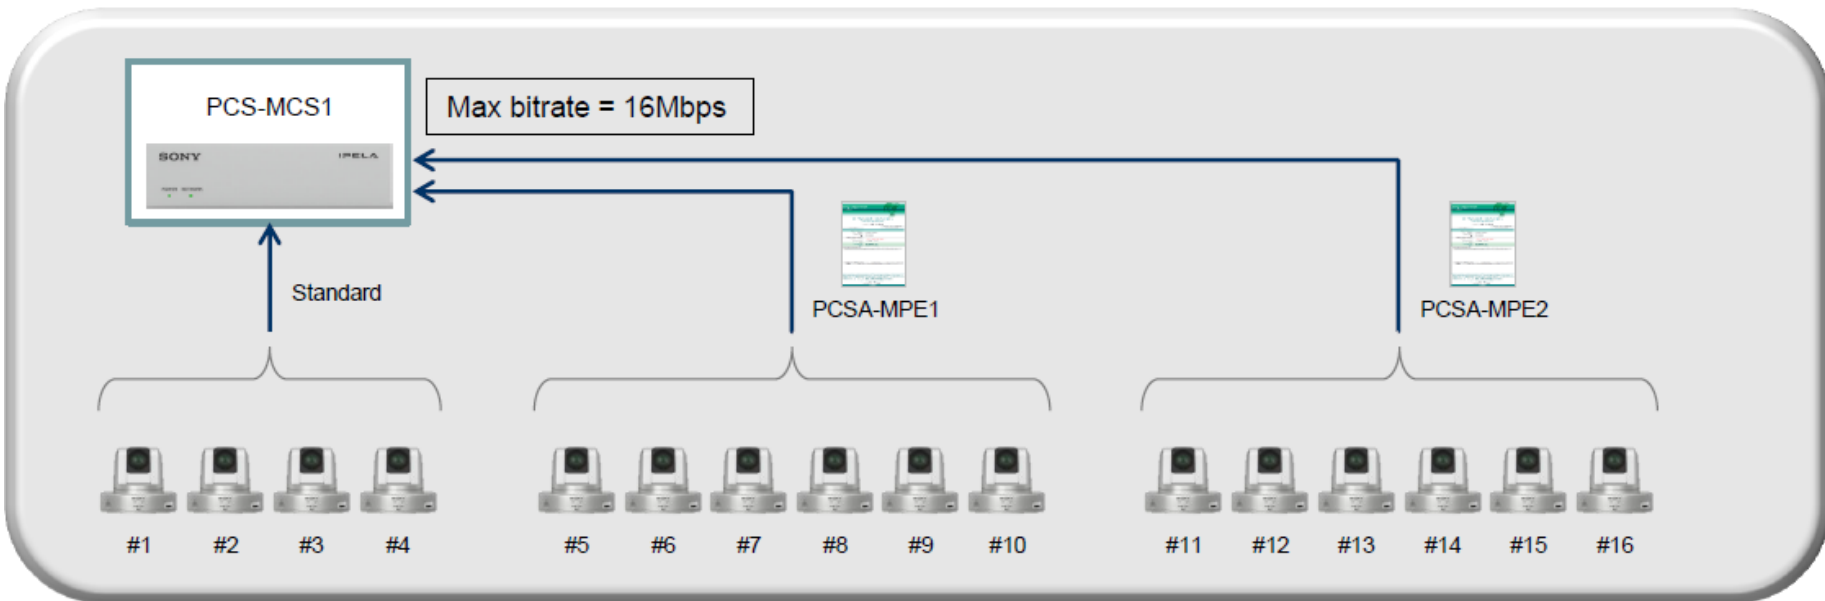 PCS-MCS1
Max bitrate = 16Mbps
SONY
IPELA
Standard
PCSA-MPE1
PCSA-MPE2
#1 #2 #3 #4 #5 #6 #7 #8 #9 #10 #11 #12 #13 #14 #15 #16